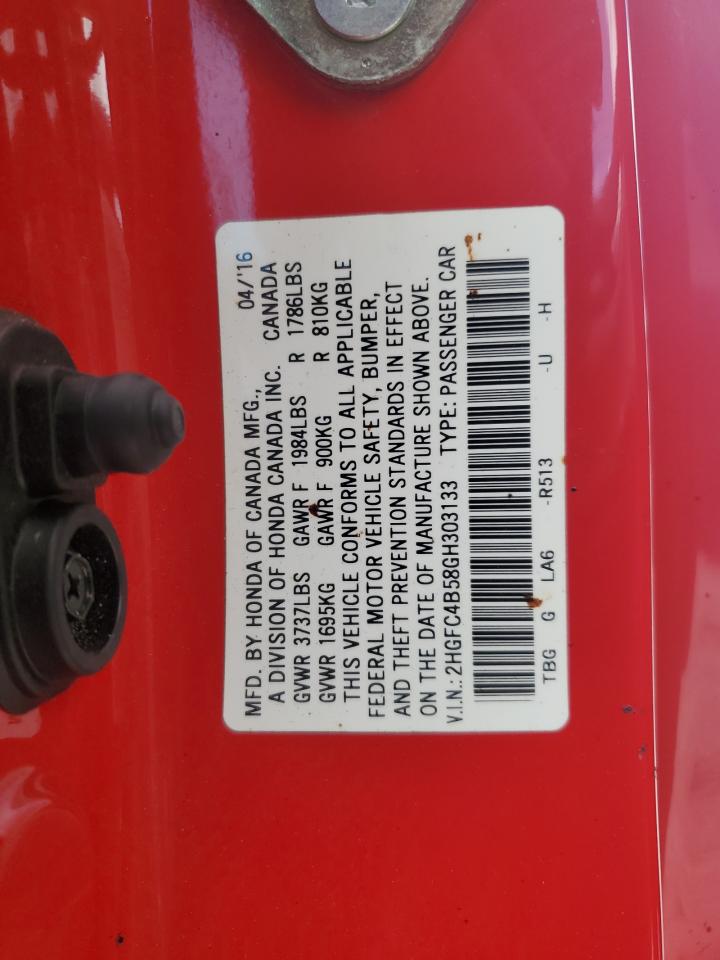 MFD. BY HONDA OF CANADA MFG., 04/'16
A DIVISION OF HONDA CANADA INC. CANADA
GVWR 3737LBS GAWR F 1984LBS R 1786LBS
GVWR 1695KG GAWR F 900KG R 810KG
THIS VEHICLE CONFORMS TO ALL APPLICABLE
FEDERAL MOTOR VEHICLE SAFETY, BUMPER,
AND THEFT PREVENTION STANDARDS IN EFFECT
ON THE DATE OF MANUFACTURE SHOWN ABOVE.
V.I.N.: 2HGFC4B58GH303133 TYPE: PASSENGER CAR
TBG G LA6 -R513 -U -H